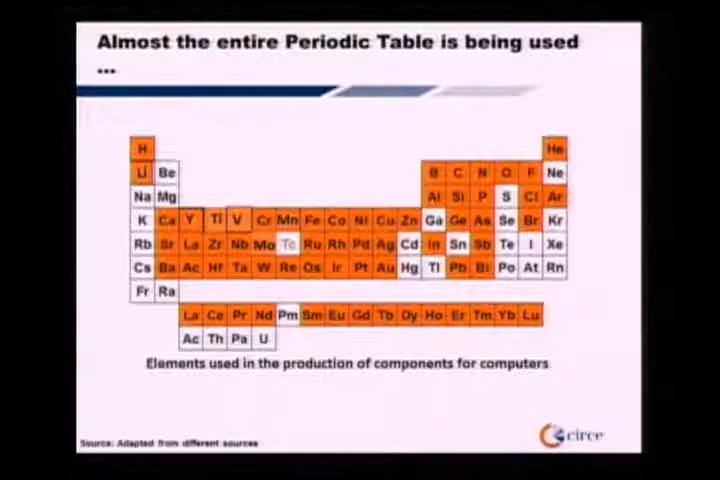 Almost the entire Periodic Table is being used
...
H He
Li Be B C N O F Ne
Na Mg Al Si P S Cl Ar
K Ca Y Ti V Cr Mn Fe Co Ni Cu Zn Ga Ge As Se Br Kr
Rb Sr La Zr Nb Mo Tc Ru Rh Pd Ag Cd In Sn Sb Te I Xe
Cs Ba Ac Hf Ta W Re Os Ir Pt Au Hg Tl Pb Bi Po At Rn
Fr Ra
La Ce Pr Nd Pm Sm Eu Gd Tb Dy Ho Er Tm Yb Lu
Ac Th Pa U
Elements used in the production of components for computers
circe
Source: Adapted from different sources